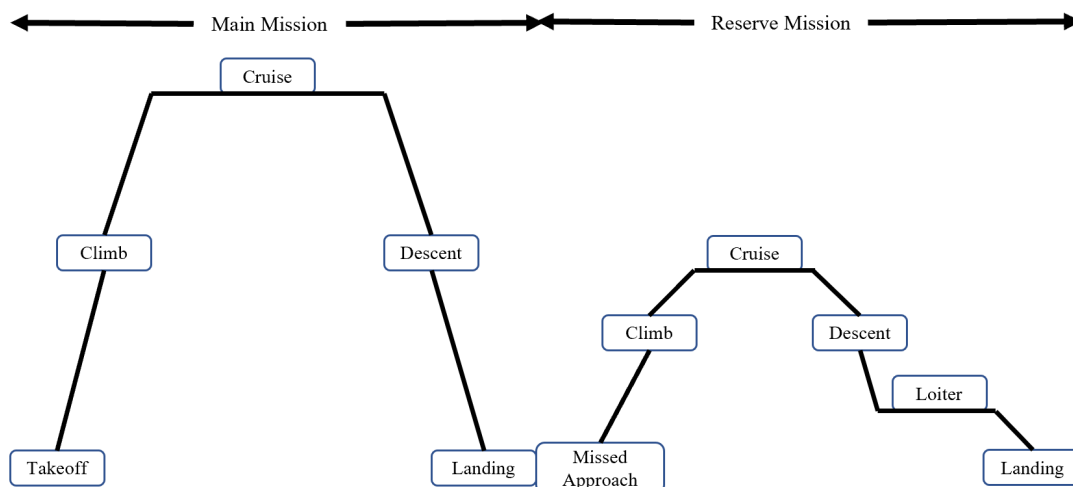 Main Mission
Reserve Mission
Cruise
Climb
Descent
Takeoff
Landing
Cruise
Climb
Descent
Loiter
Missed
Approach
Landing